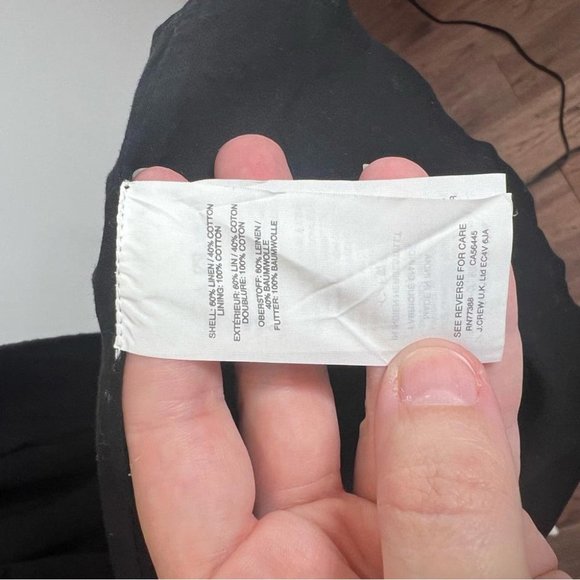 SHELL: 60% LINEN / 40% COTTON
LINING: 100% COTTON
EXTÉRIEUR: 60% LIN / 40% COTON
DOUBLURE: 100% COTON
OBERSTOFF: 60% LEINEN /
40% BAUMWOLLE
FUTTER: 100% BAUMWOLLE
SEE REVERSE FOR CARE
RN77388 CA56445
J.CREW U.K. Ltd EC4V 6JA